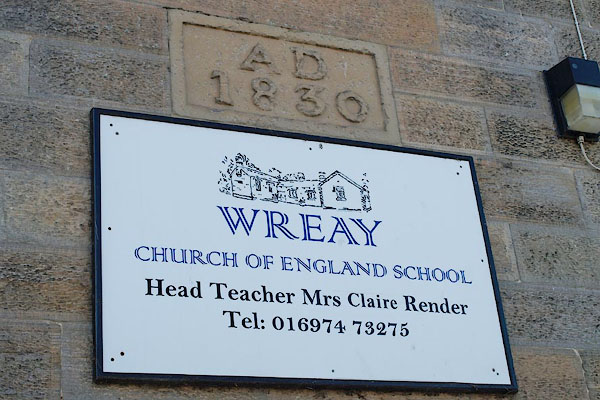 AD
1830
WREAY
CHURCH OF ENGLAND SCHOOL
Head Teacher Mrs Claire Render
Tel: 016974 73275